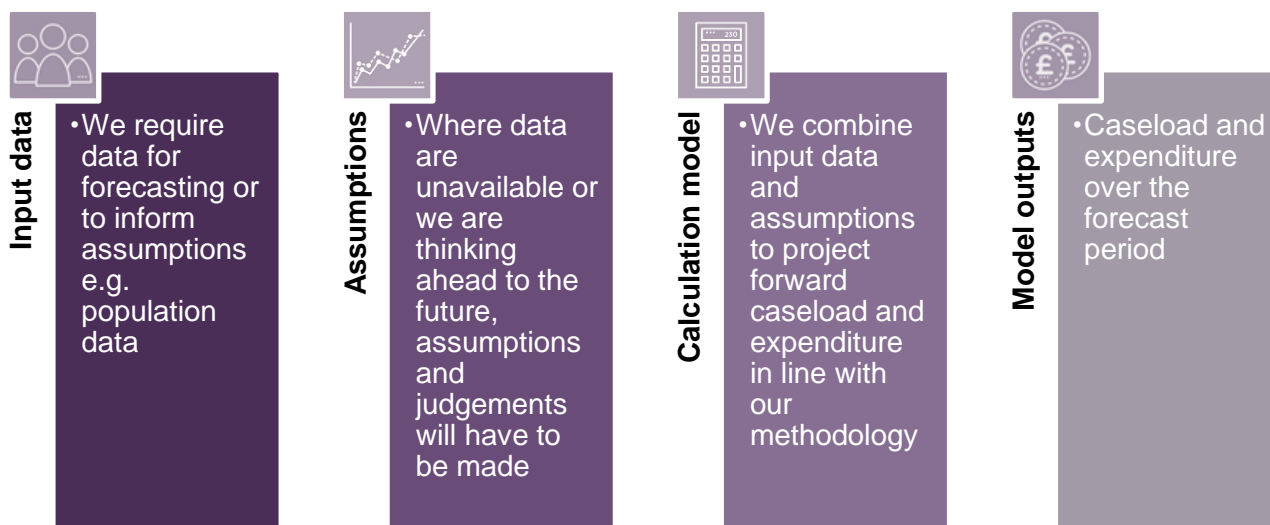 Input data
•We require
data for
forecasting or
to inform
assumptions
e.g.
population
data
Assumptions
•Where data
are
unavailable or
we are
thinking
ahead to the
future,
assumptions
and
judgements
will have to
be made
230
Calculation model
•We combine
input data
and
assumptions
to project
forward
caseload and
expenditure
in line with
our
methodology
£
£
£
Model outputs
•Caseload and
expenditure
over the
forecast
period